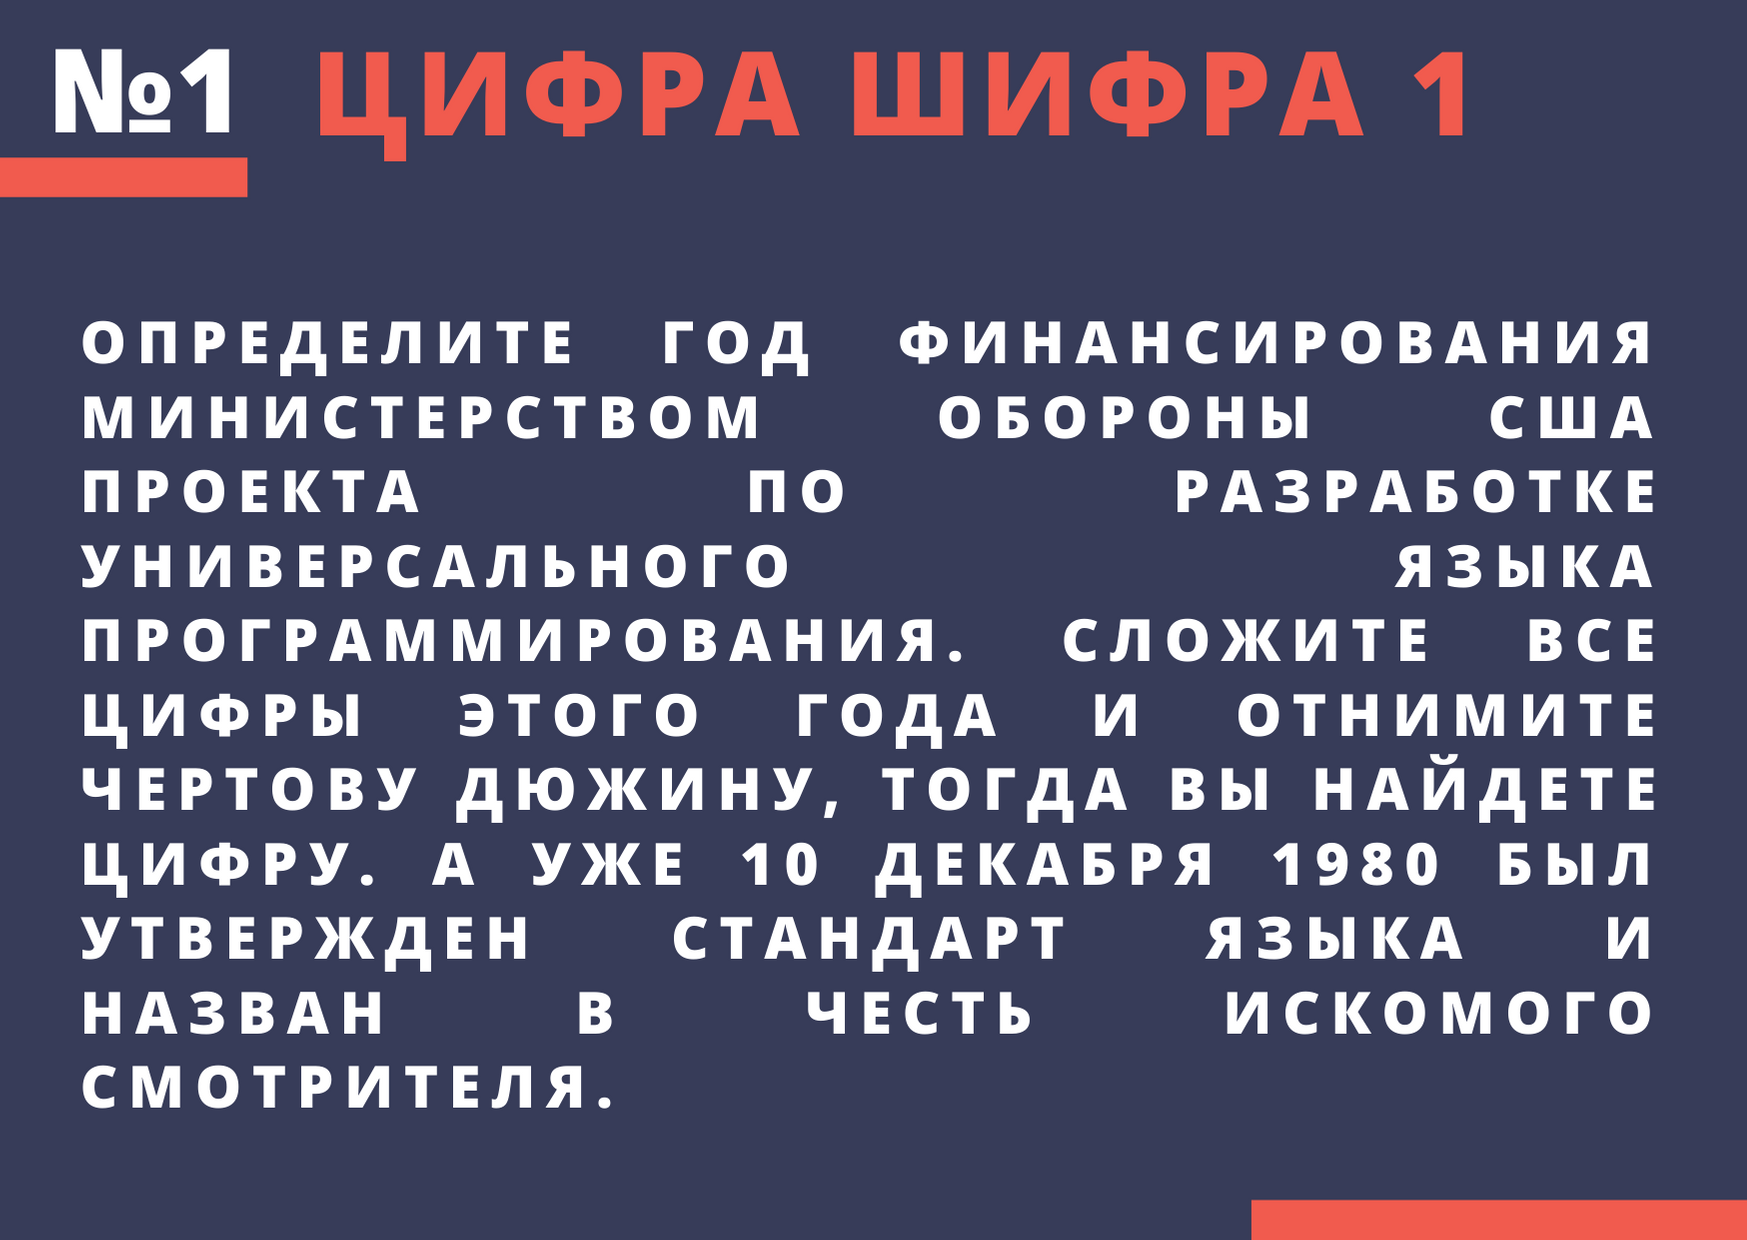 №1 ЦИФРА ШИФРА 1
ОПРЕДЕЛИТЕ ГОД ФИНАНСИРОВАНИЯ
МИНИСТЕРСТВОМ ОБОРОНЫ США
ПРОЕКТА ПО РАЗРАБОТКЕ
УНИВЕРСАЛЬНОГО ЯЗЫКА
ПРОГРАММИРОВАНИЯ. СЛОЖИТЕ ВСЕ
ЦИФРЫ ЭТОГО ГОДА И ОТНИМИТЕ
ЧЕРТОВУ ДЮЖИНУ, ТОГДА ВЫ НАЙДЕТЕ
ЦИФРУ. А УЖЕ 10 ДЕКАБРЯ 1980 БЫЛ
УТВЕРЖДЕН СТАНДАРТ ЯЗЫКА И
НАЗВАН В ЧЕСТЬ ИСКОМОГО
СМОТРИТЕЛЯ.